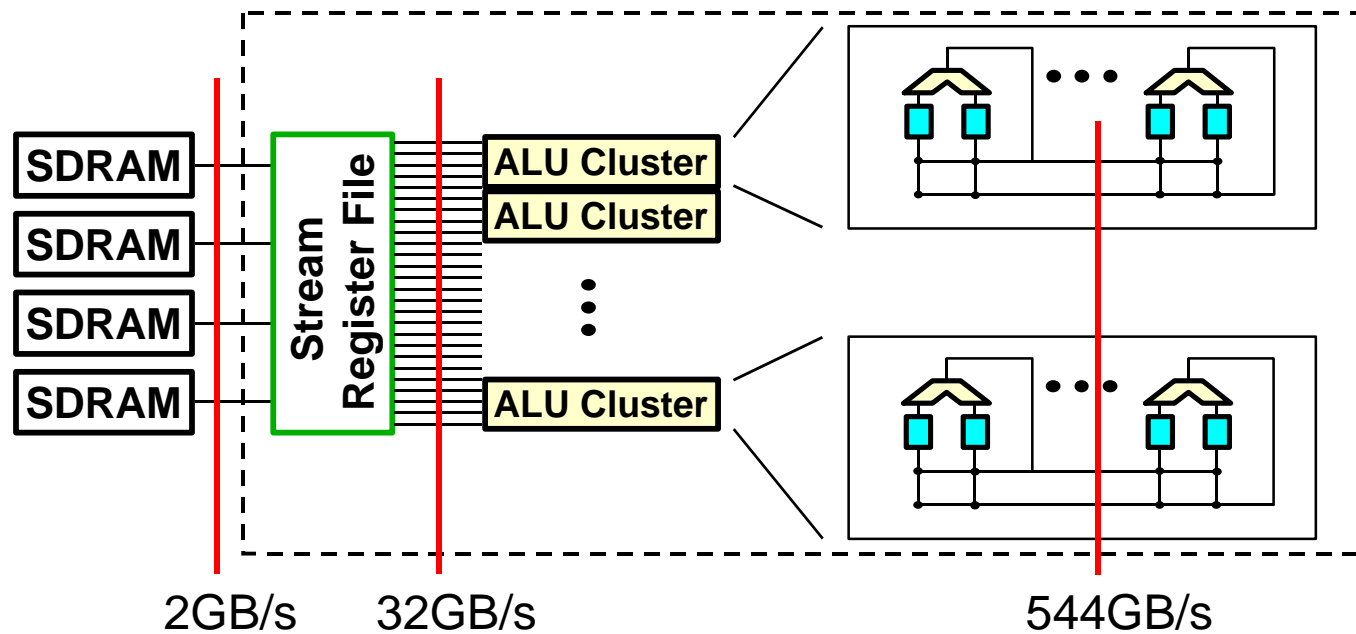 SDRAM
SDRAM
SDRAM
SDRAM
Stream
Register File
ALU Cluster
ALU Cluster
ALU Cluster
2GB/s
32GB/s
544GB/s